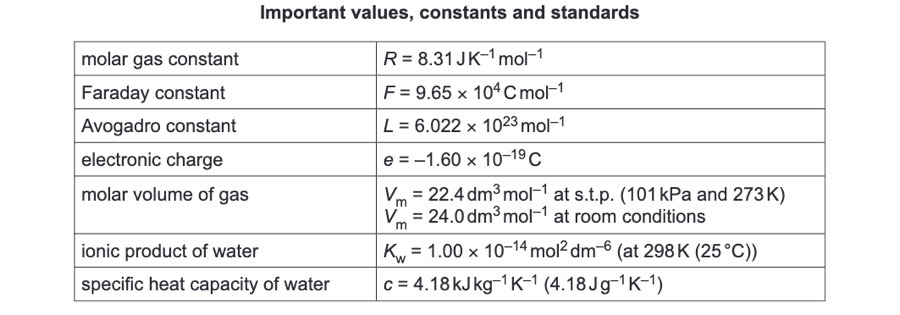 Important values, constants and standards
molar gas constant R = 8.31 J K⁻¹ mol⁻¹
Faraday constant F = 9.65 × 10⁴ C mol⁻¹
Avogadro constant L = 6.022 × 10²³ mol⁻¹
electronic charge e = –1.60 × 10⁻¹⁹ C
molar volume of gas Vₘ = 22.4 dm³ mol⁻¹ at s.t.p. (101 kPa and 273 K)
Vₘ = 24.0 dm³ mol⁻¹ at room conditions
ionic product of water K_w = 1.00 × 10⁻¹⁴ mol² dm⁻⁶ (at 298 K (25 °C))
specific heat capacity of water c = 4.18 kJ kg⁻¹ K⁻¹ (4.18 J g⁻¹ K⁻¹)